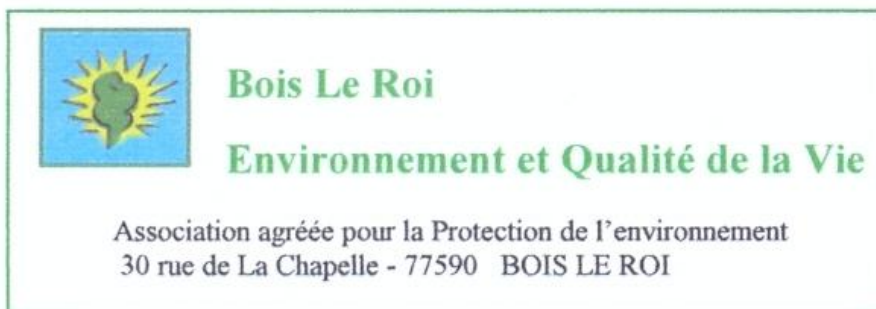 Bois Le Roi
Environnement et Qualité de la Vie
Association agréée pour la Protection de l'environnement
30 rue de La Chapelle - 77590 BOIS LE ROI